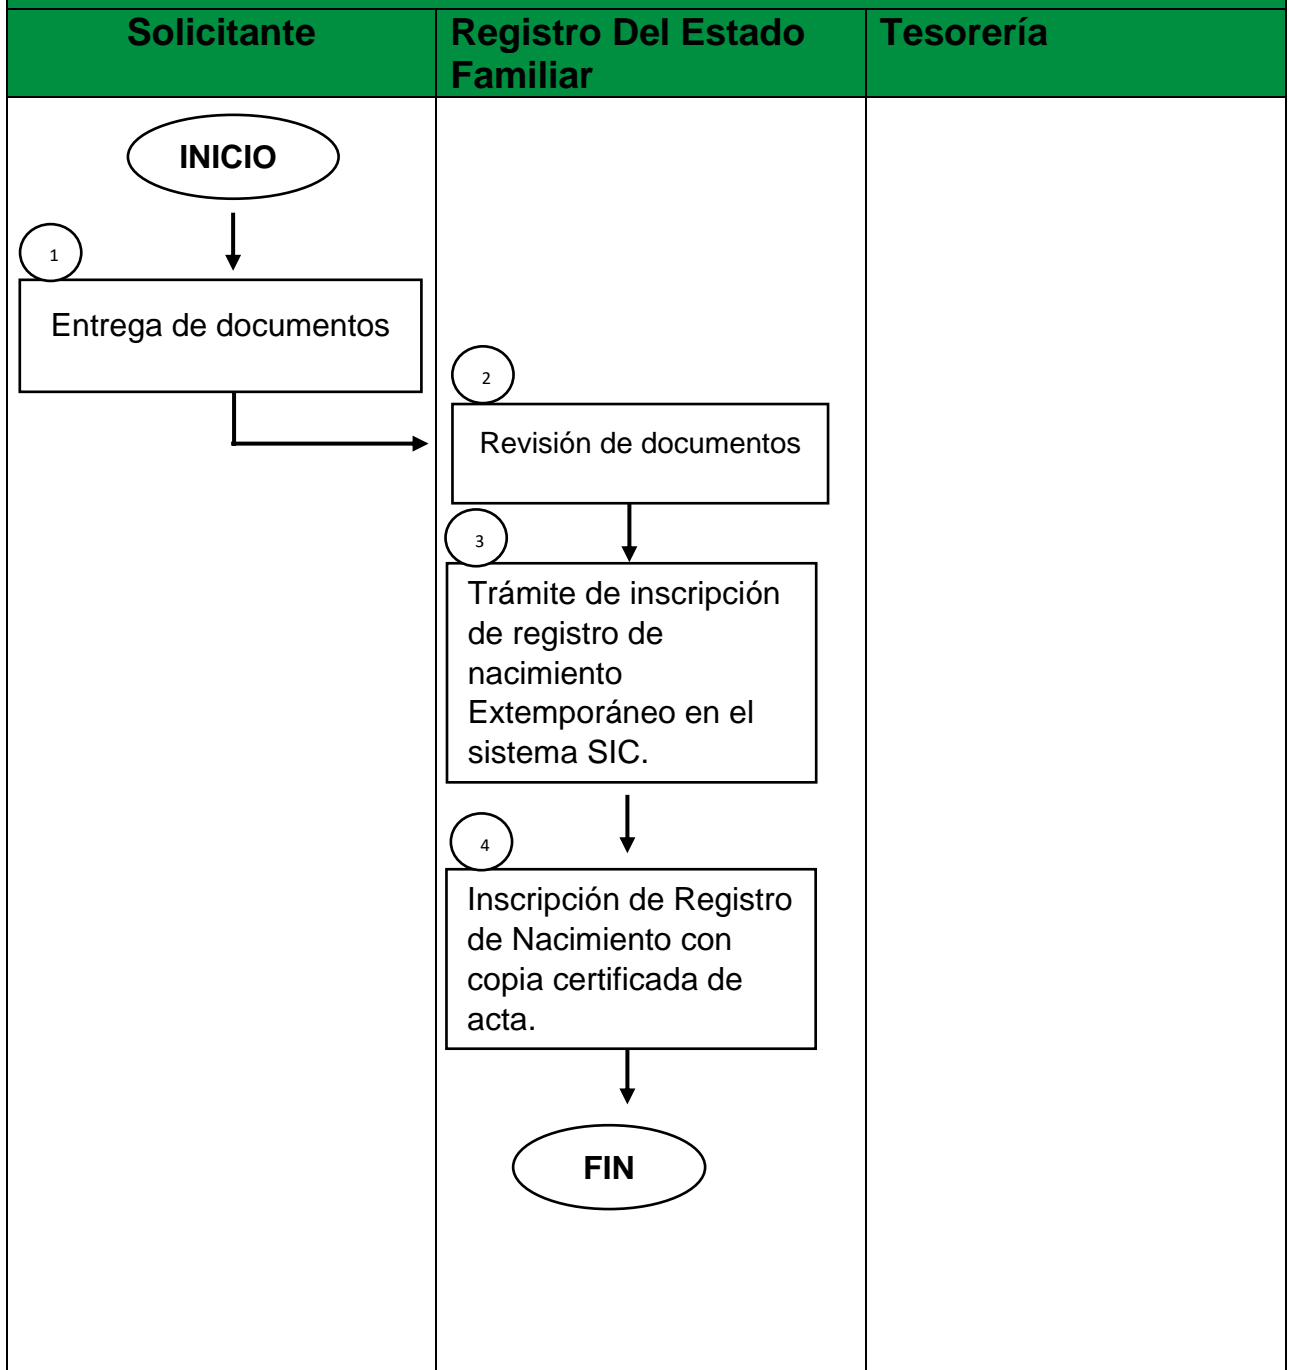 Solicitante
Registro Del Estado
Familiar
Tesorería
INICIO
1
Entrega de documentos
2
Revisión de documentos
3
Trámite de inscripción
de registro de
nacimiento
Extemporáneo en el
sistema SIC.
4
Inscripción de Registro
de Nacimiento con
copia certificada de
acta.
FIN